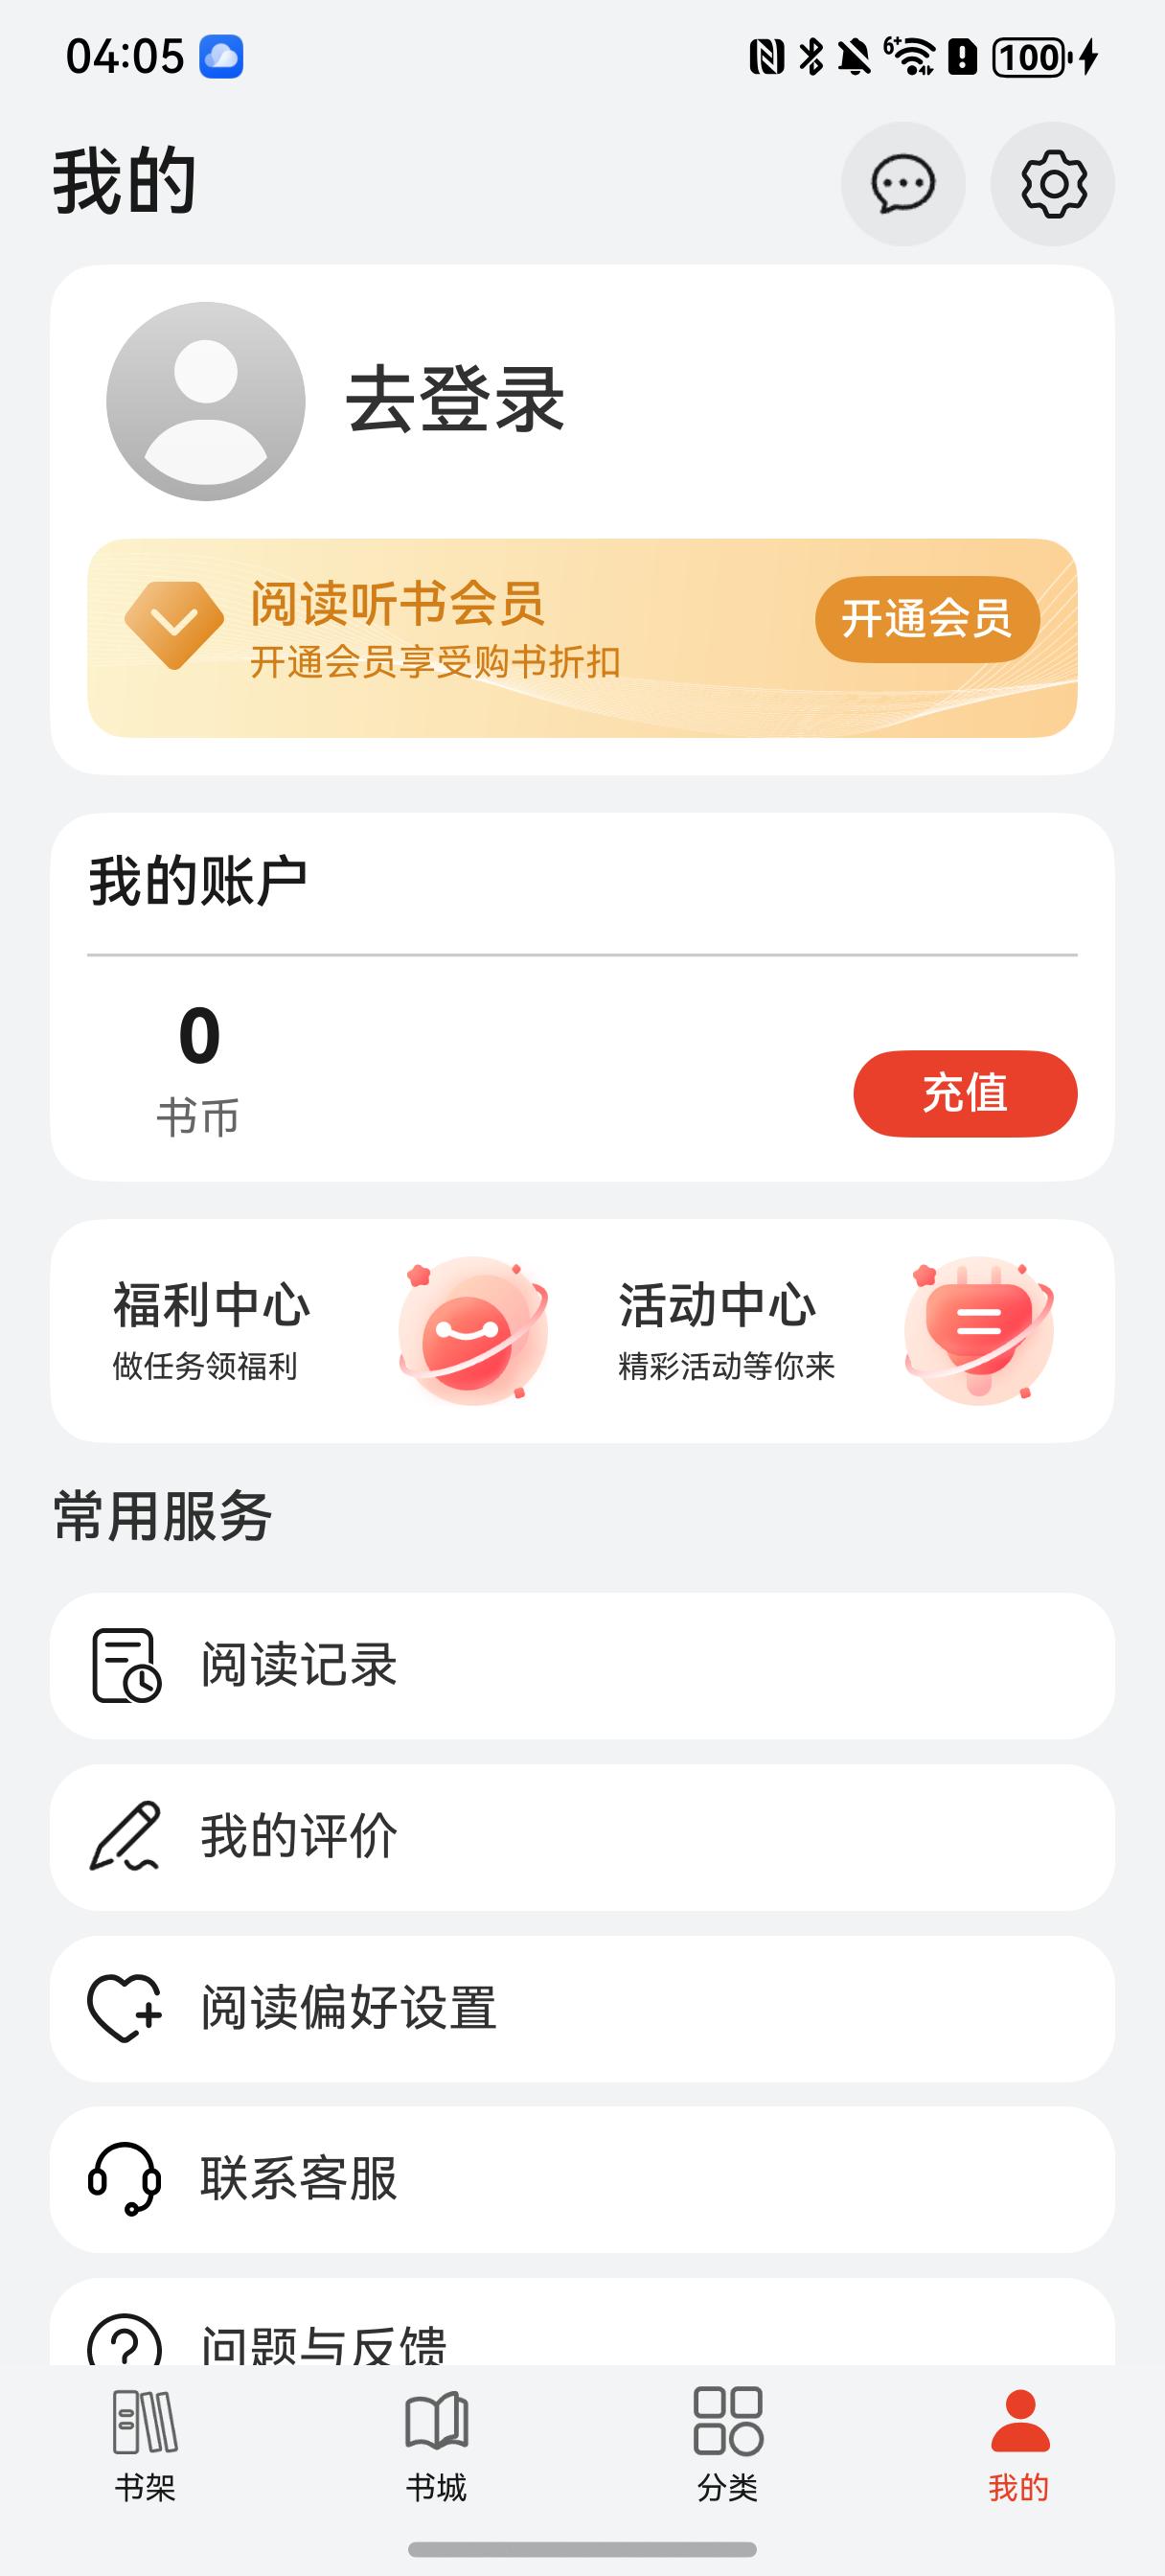 04:05
6+
100
我的
去登录
阅读听书会员
开通会员享受购书折扣
开通会员
我的账户
0
书币
充值
福利中心
做任务领福利
活动中心
精彩活动等你来
常用服务
阅读记录
我的评价
阅读偏好设置
联系客服
问题与反馈
书架
书城
分类
我的